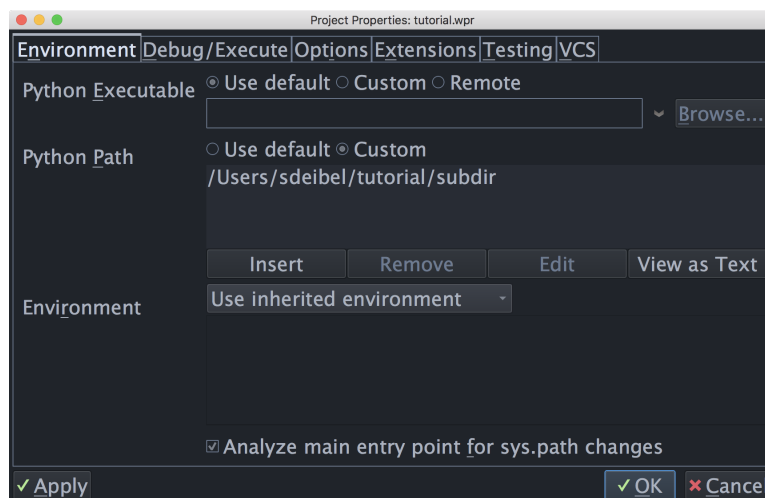 Project Properties: tutorial.wpr
Environment Debug/Execute Options Extensions Testing VCS
Python Executable Use default Custom Remote
Browse...
Python Path Use default Custom
/Users/sdeibel/tutorial/subdir
Insert Remove Edit View as Text
Environment Use inherited environment
Analyze main entry point for sys.path changes
Apply OK Cance